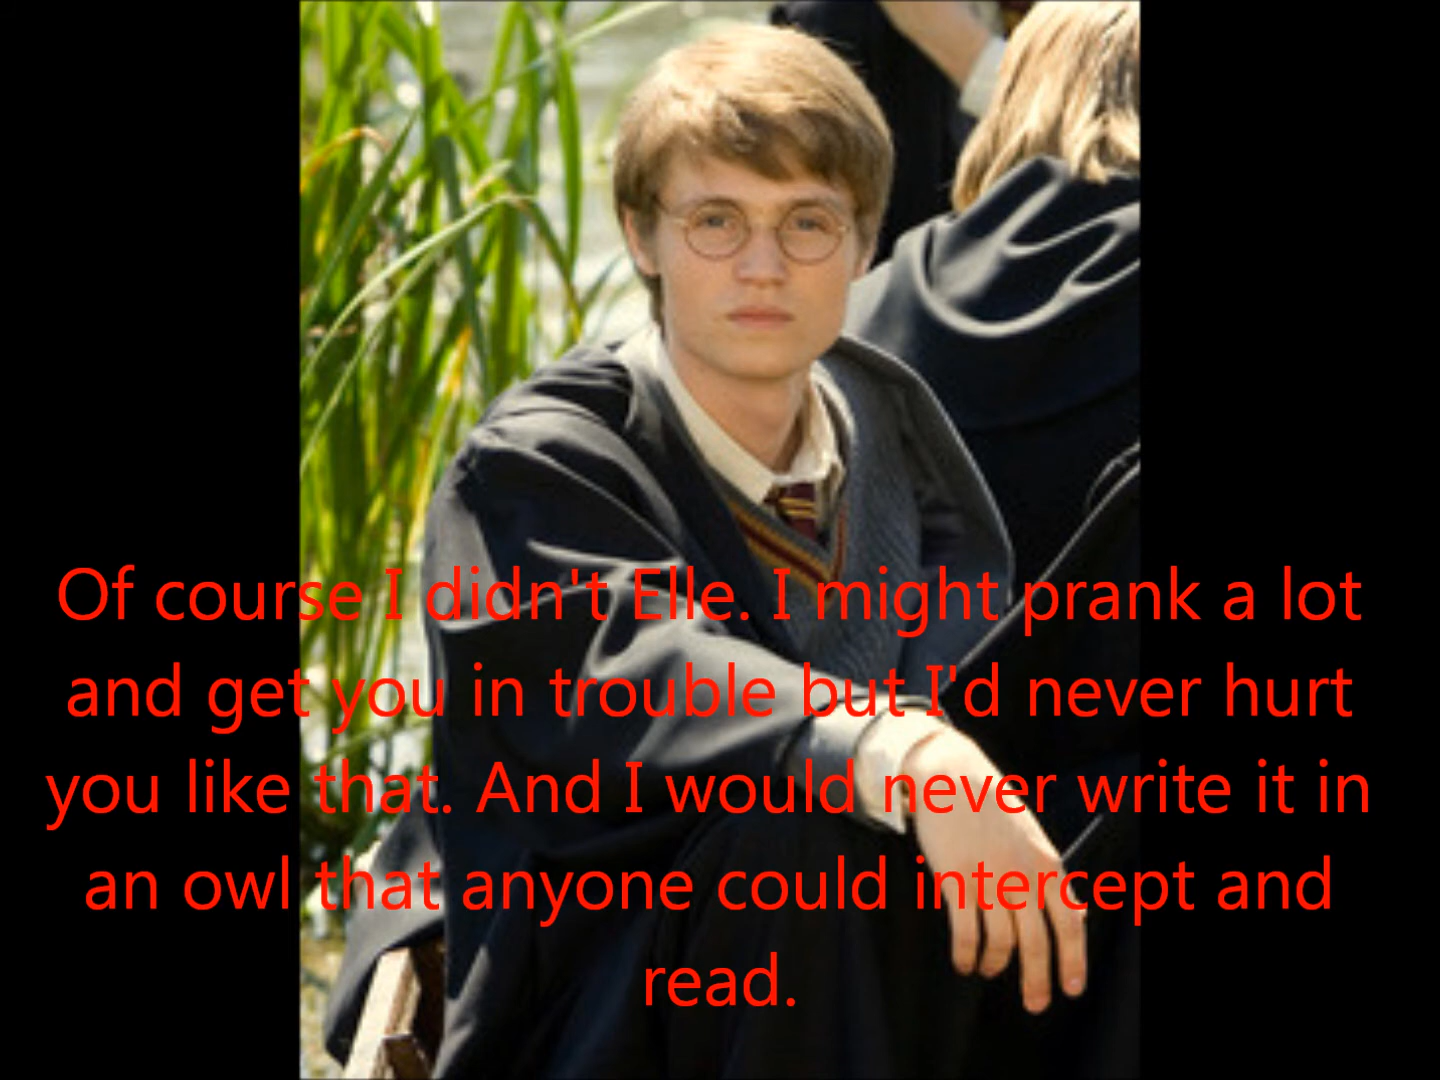 Of course I didn't Elle. I might prank a lot
and get you in trouble but I'd never hurt
you like that. And I would never write it in
an owl that anyone could intercept and
read.